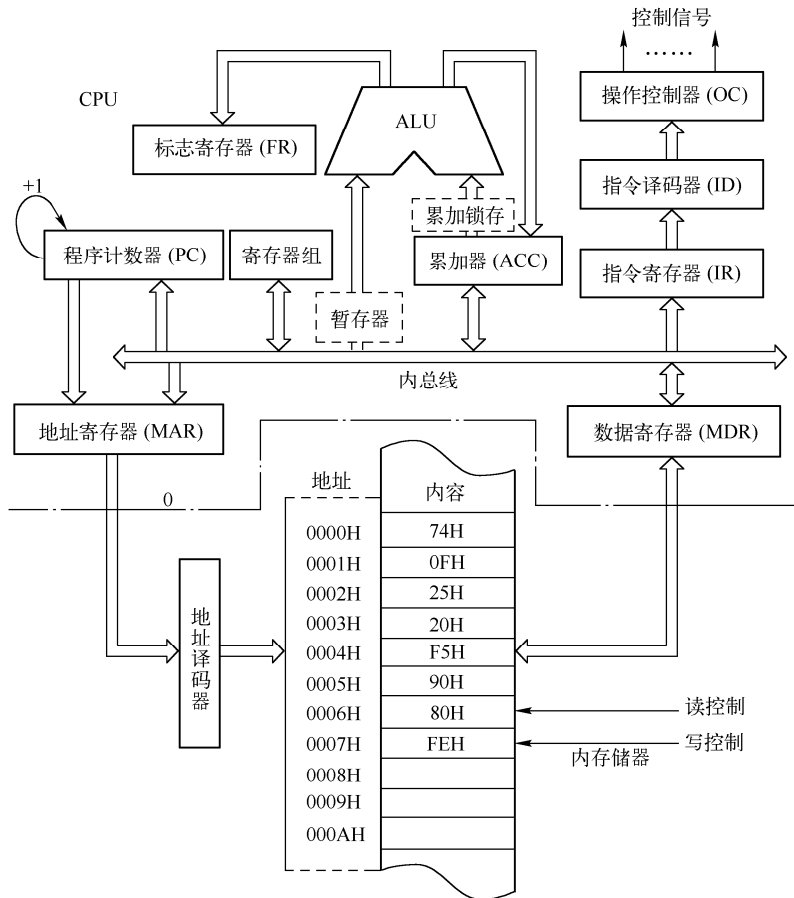 控制信号
……
CPU
操作控制器 (OC)
ALU
标志寄存器 (FR)
指令译码器 (ID)
+1
累加锁存
程序计数器 (PC)
寄存器组
累加器 (ACC)
指令寄存器 (IR)
暂存器
内总线
地址寄存器 (MAR)
数据寄存器 (MDR)
0
地址
内容
0000H 74H
0001H 0FH
0002H 25H
0003H 20H
0004H F5H
0005H 90H
0006H 80H
0007H FEH
0008H
0009H
000AH
地址译码器
读控制
写控制
内存储器